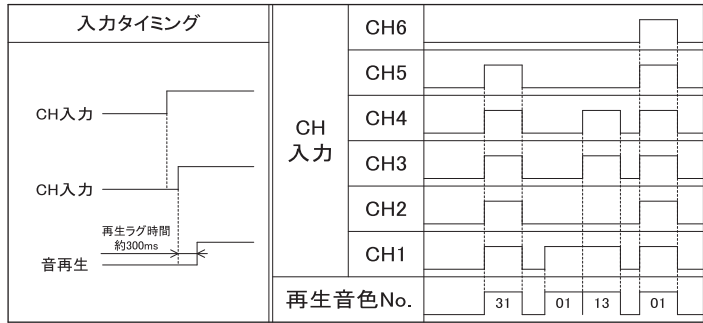 入力タイミング
CH入力
CH入力
再生ラグ時間
約300ms
音再生
CH
入力
CH6
CH5
CH4
CH3
CH2
CH1
再生音色No.
31
01
13
01